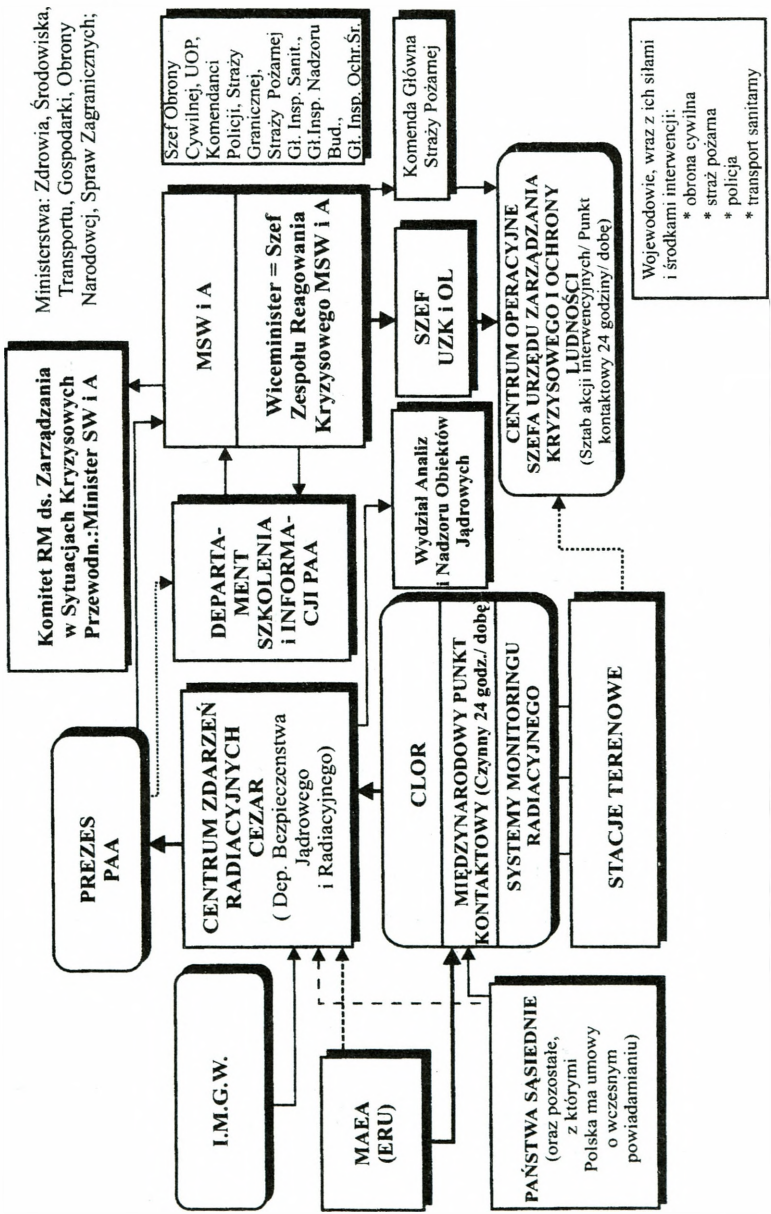 PREZES
PAA
Komitet RM ds. Zarządzania
w Sytuacjach Kryzysowych
Przewodn.:Minister SW i A
Ministerstwa: Zdrowia, Środowiska,
Transportu, Gospodarki, Obrony
Narodowej, Spraw Zagranicznych;
I.M.G.W.
CENTRUM ZDARZEŃ
RADIACYJNYCH
CEZAR
( Dep. Bezpieczeństwa
Jądrowego
i Radiacyjnego)
DEPARTA-
MENT
SZKOLENIA
i INFORMA-
CJI PAA
MSW i A
Wiceminister = Szef
Zespołu Reagowania
Kryzysowego MSW i A
Szef Obrony
Cywilnej, UOP,
Komendanci
Policji, Straży
Granicznej,
Straży Pożarnej
Gł. Insp. Sanit.,
Gł.Insp. Nadzoru
Bud.,
Gł. Insp. Ochr.Śr.
MAEA
(ERU)
CLOR
MIĘDZYNARODOWY PUNKT
KONTAKTOWY (Czynny 24 godz./ dobę)
SYSTEMY MONITORINGU
RADIACYJNEGO
Wydział Analiz
i Nadzoru Obiektów
Jądrowych
SZEF
UZK i OL
Komenda Główna
Straży Pożarnej
PAŃSTWA SĄSIEDNIE
(oraz pozostałe,
z którymi
Polska ma umowy
o wczesnym
powiadamianiu)
STACJE TERENOWE
CENTRUM OPERACYJNE
SZEFA URZĘDU ZARZĄDZANIA
KRYZYSOWEGO I OCHRONY
LUDNOŚCI
(Sztab akcji interwencyjnych/ Punkt
kontaktowy 24 godziny/ dobę)
Wojewodowie, wraz z ich siłami
i środkami interwencji:
* obrona cywilna
* straż pożarna
* policja
* transport sanitarny